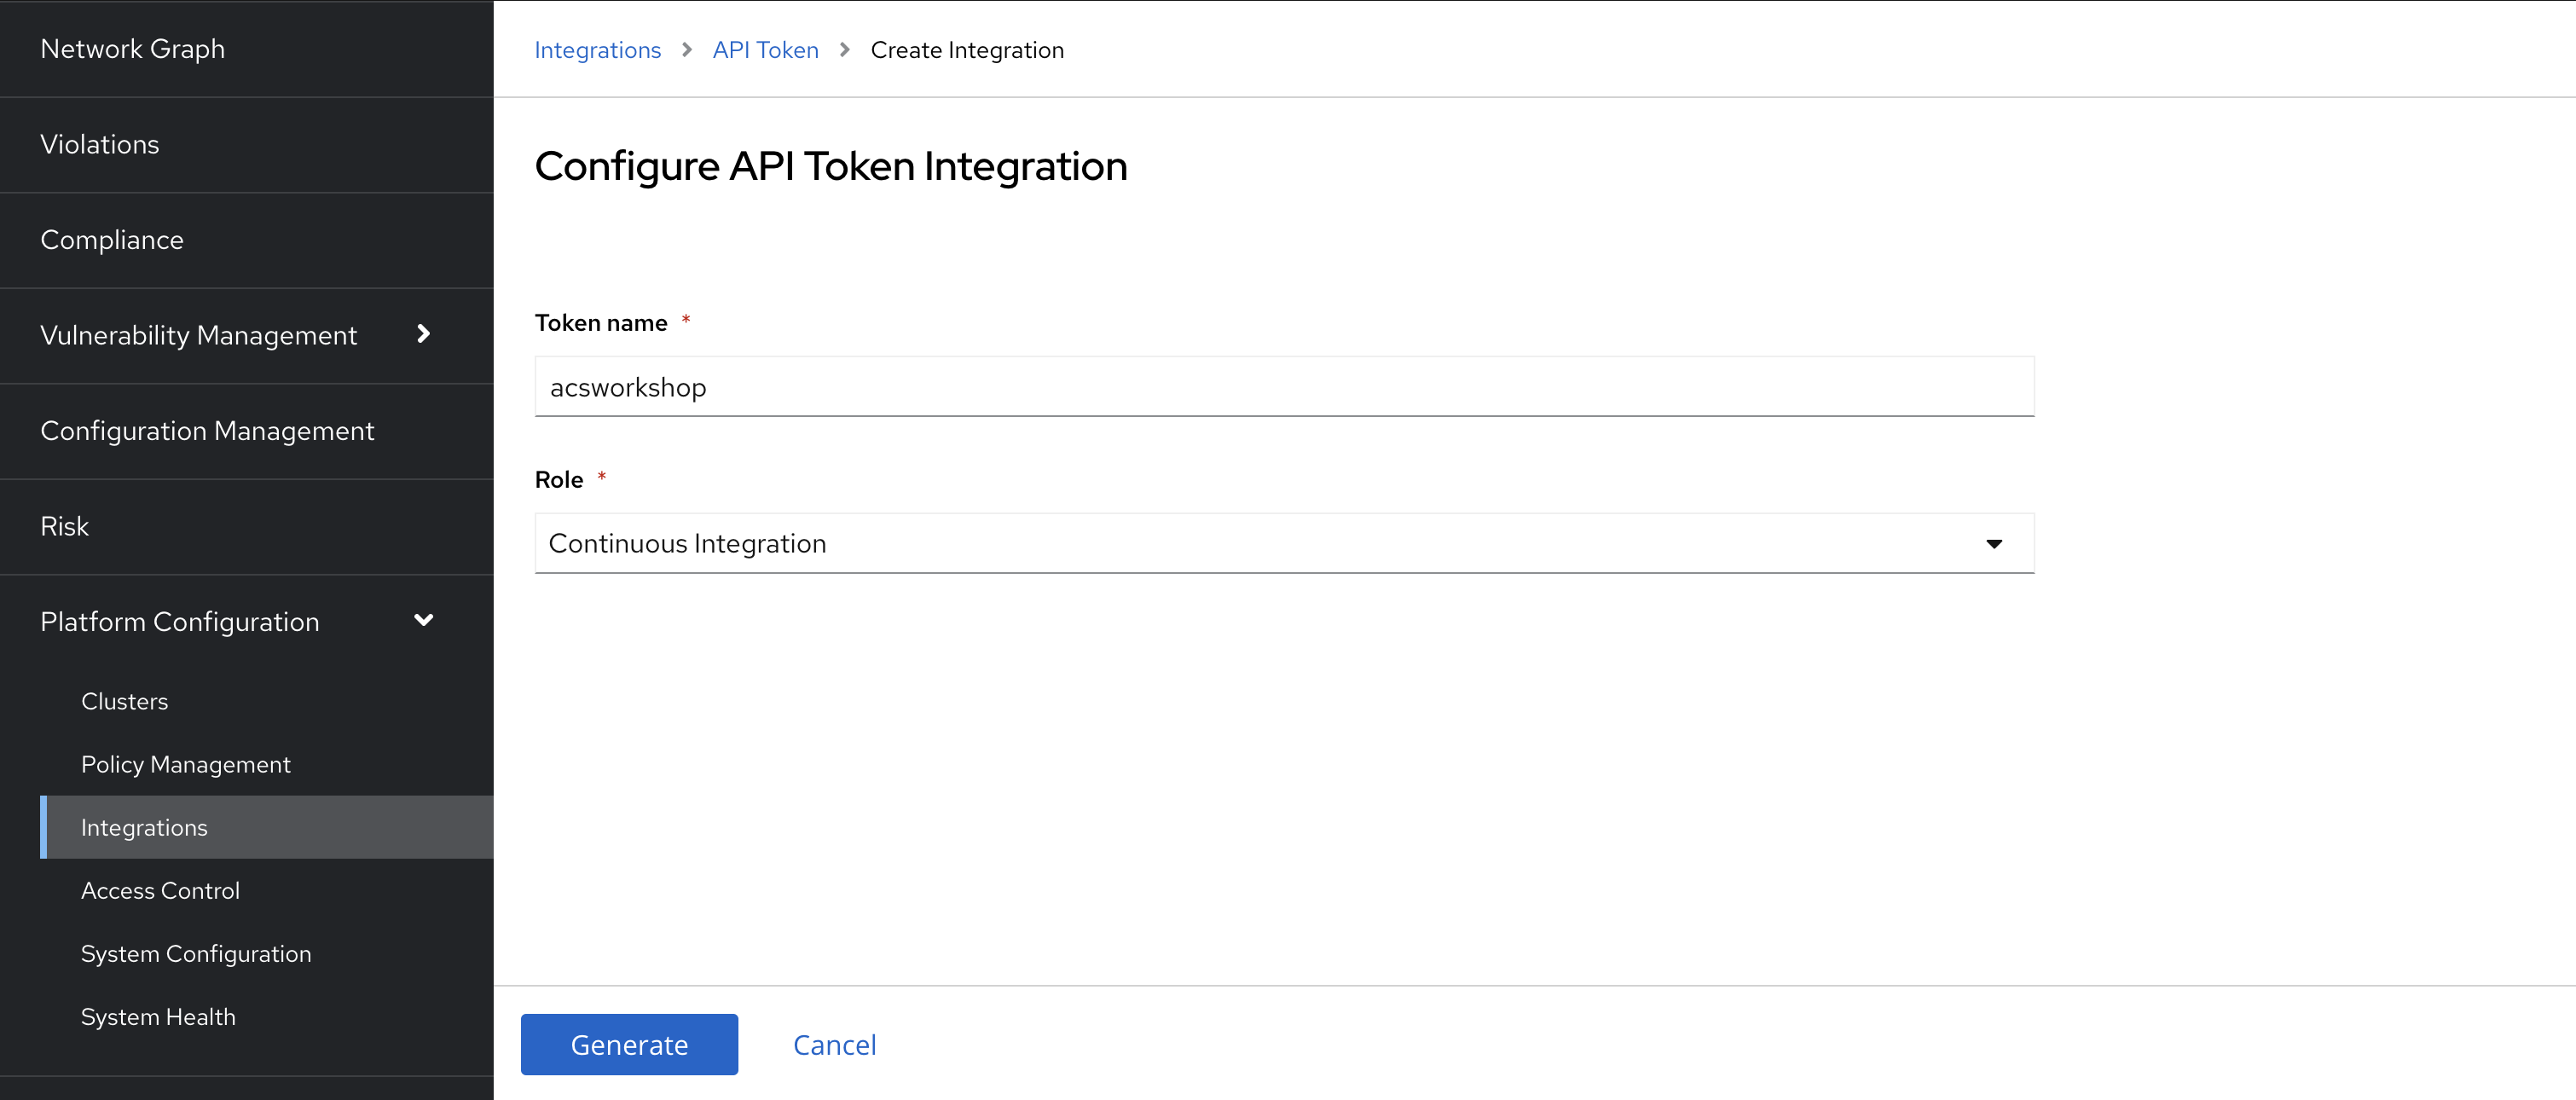 Network Graph
Violations
Compliance
Vulnerability Management
Configuration Management
Risk
Platform Configuration
Clusters
Policy Management
Integrations
Access Control
System Configuration
System Health
Integrations > API Token > Create Integration
Configure API Token Integration
Token name *
acsworkshop
Role *
Continuous Integration
Generate Cancel